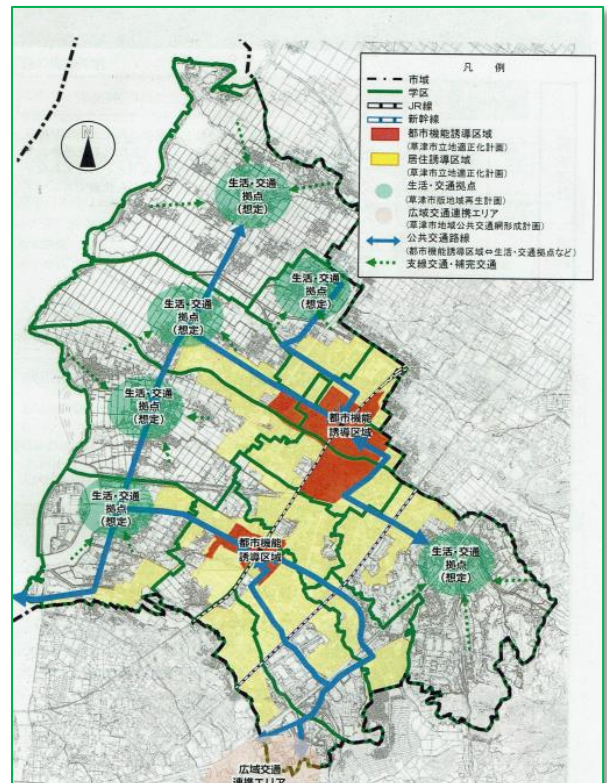 凡 例
市域
学区
JR線
新幹線
都市機能誘導区域
(草津市立地適正化計画)
居住誘導区域
(草津市立地適正化計画)
生活・交通拠点
(草津市版地域再生計画)
広域交通連携エリア
(草津市地域公共交通網形成計画)
公共交通路線
(都市機能誘導区域⇔生活・交通拠点など)
支線交通・補完交通
N
生活・交通
拠点
(想定)
生活・交通
拠点
(想定)
生活・交通
拠点
(想定)
生活・交通
拠点
(想定)
都市機能
誘導区域
生活・交通
拠点
(想定)
都市機能
誘導区域
生活・交通
拠点
(想定)
広域交通
連携エリア